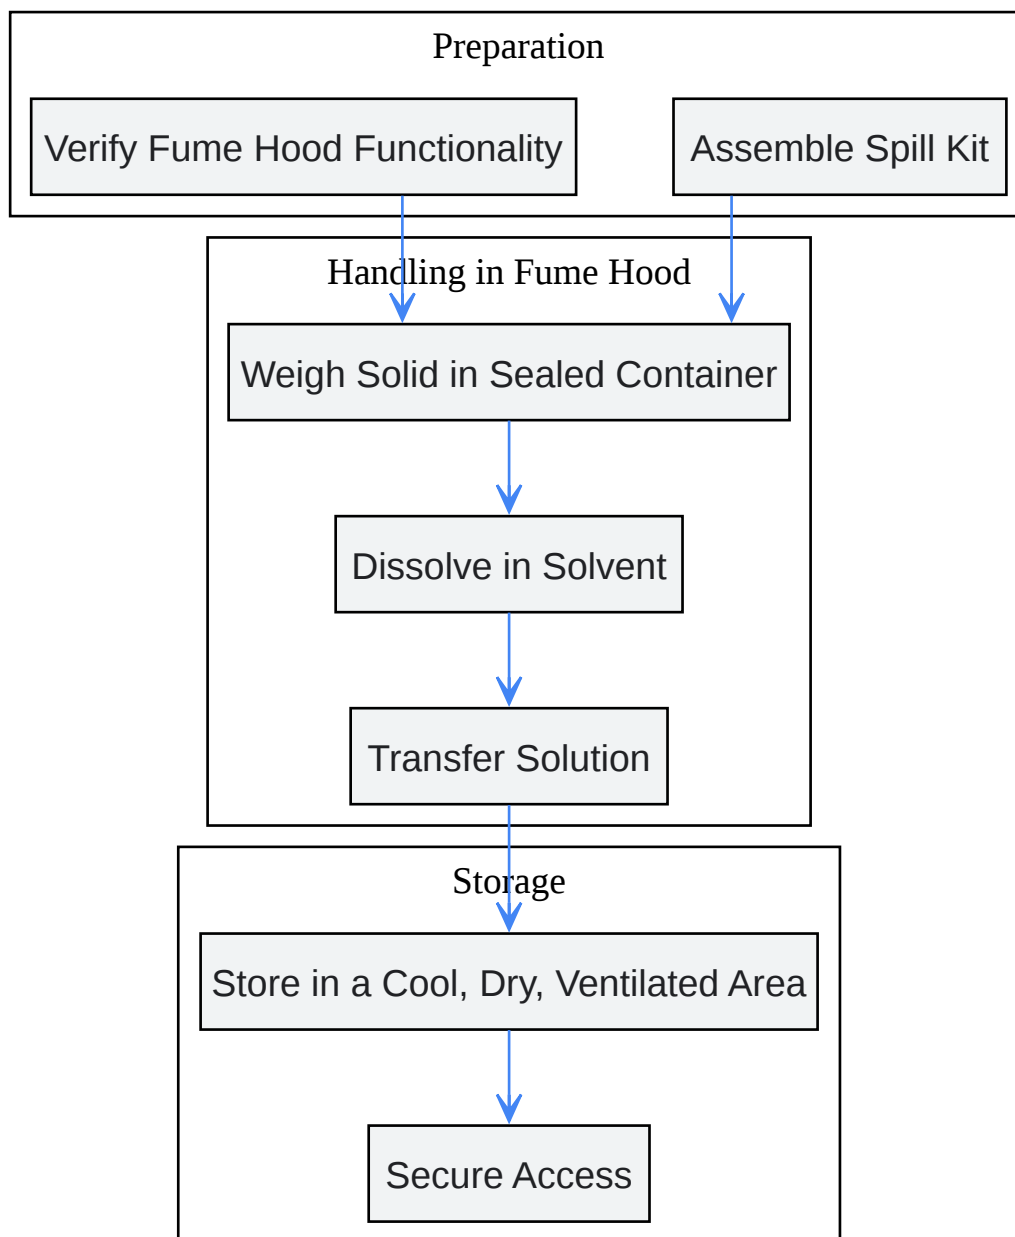 Preparation
Verify Fume Hood Functionality
Assemble Spill Kit
Handling in Fume Hood
Weigh Solid in Sealed Container
Dissolve in Solvent
Transfer Solution
Storage
Store in a Cool, Dry, Ventilated Area
Secure Access